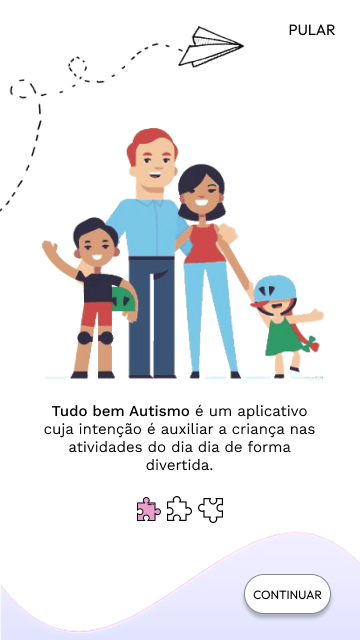 PULAR
Tudo bem Autismo é um aplicativo
cuja intenção é auxiliar a criança nas
atividades do dia dia de forma
divertida.
CONTINUAR